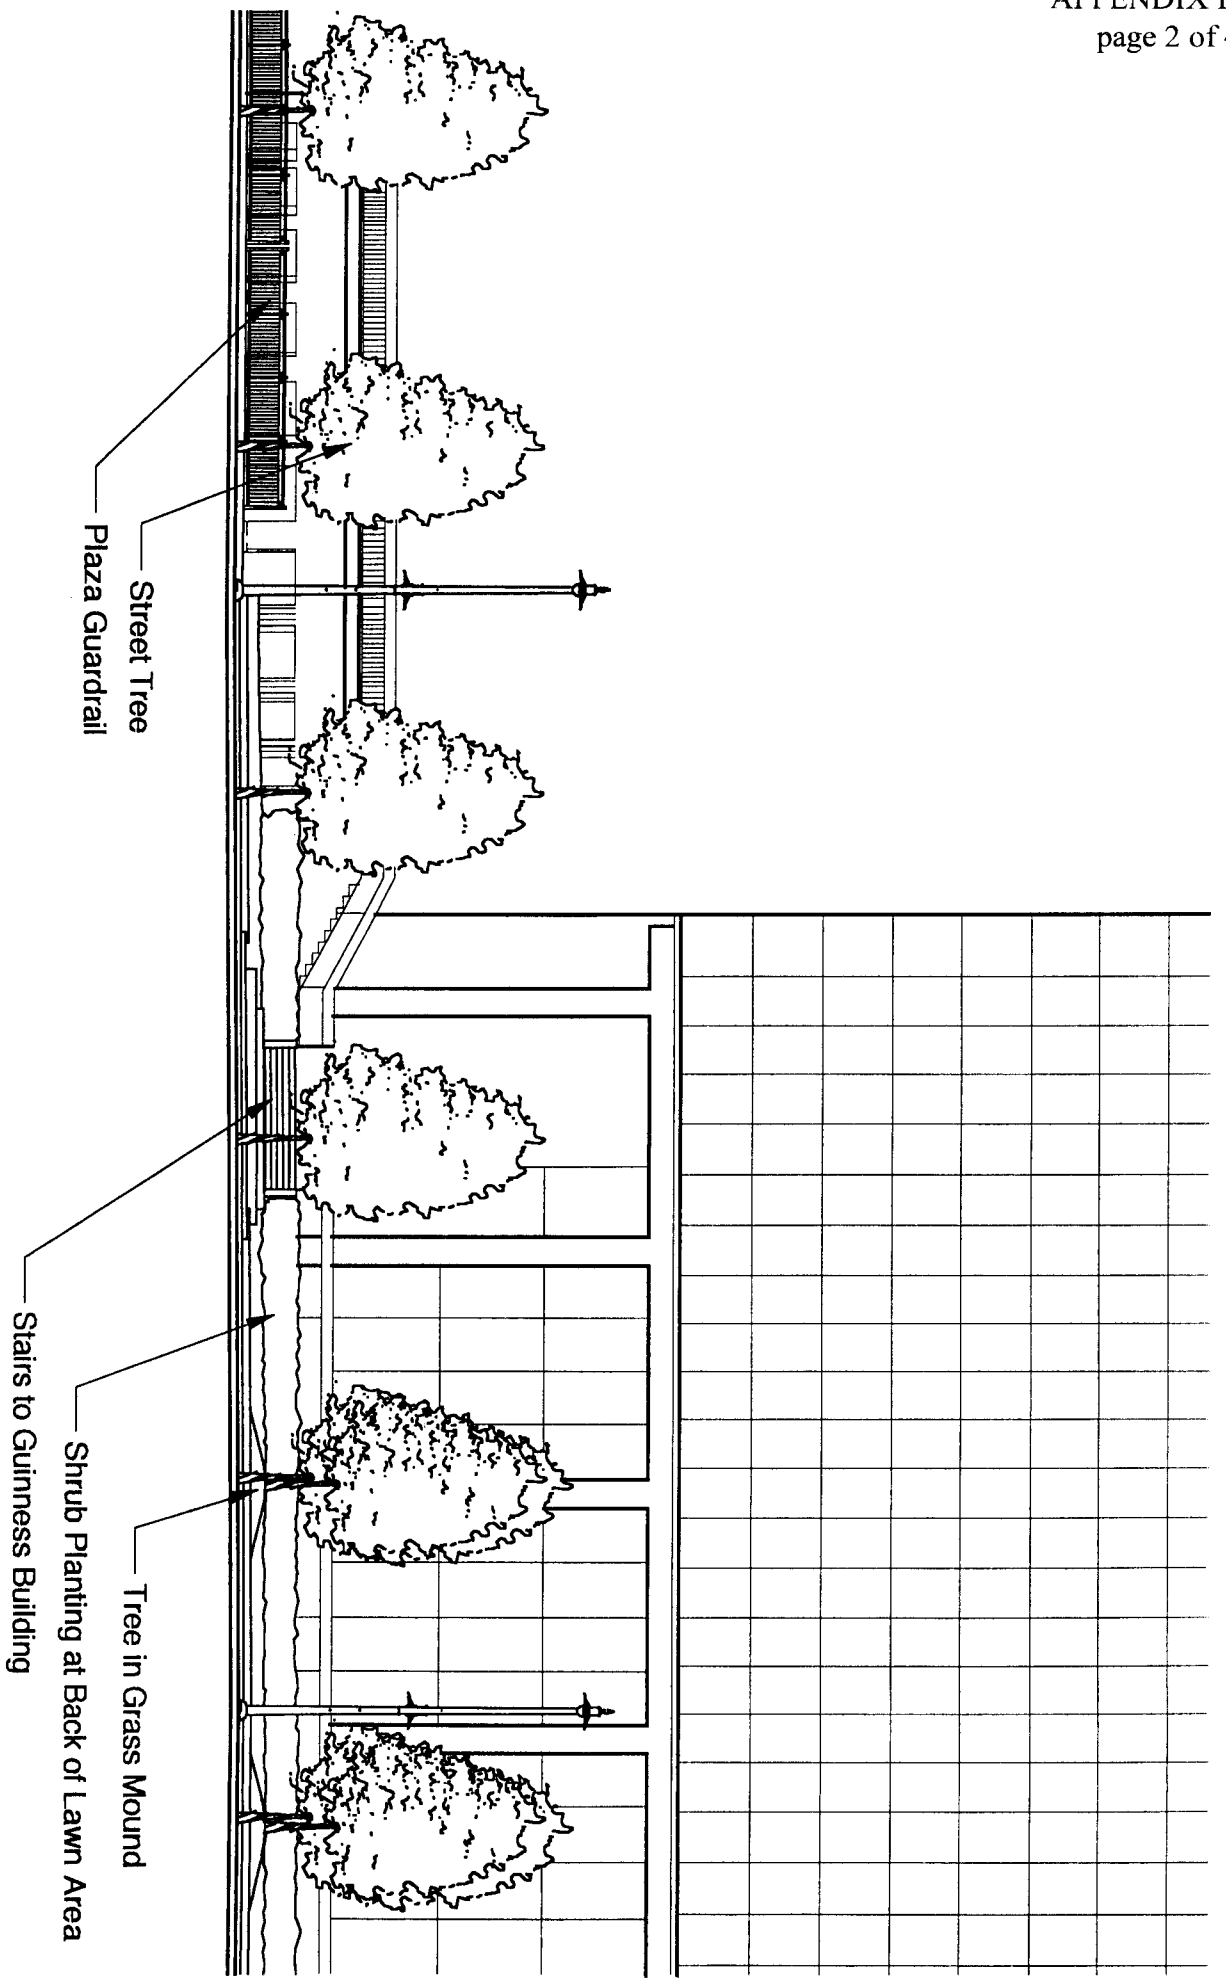 APPENDIX
page 2 of
Plaza Guardrail
Street Tree
Stairs to Guinness Building
Shrub Planting at Back of Lawn Area
Tree in Grass Mound